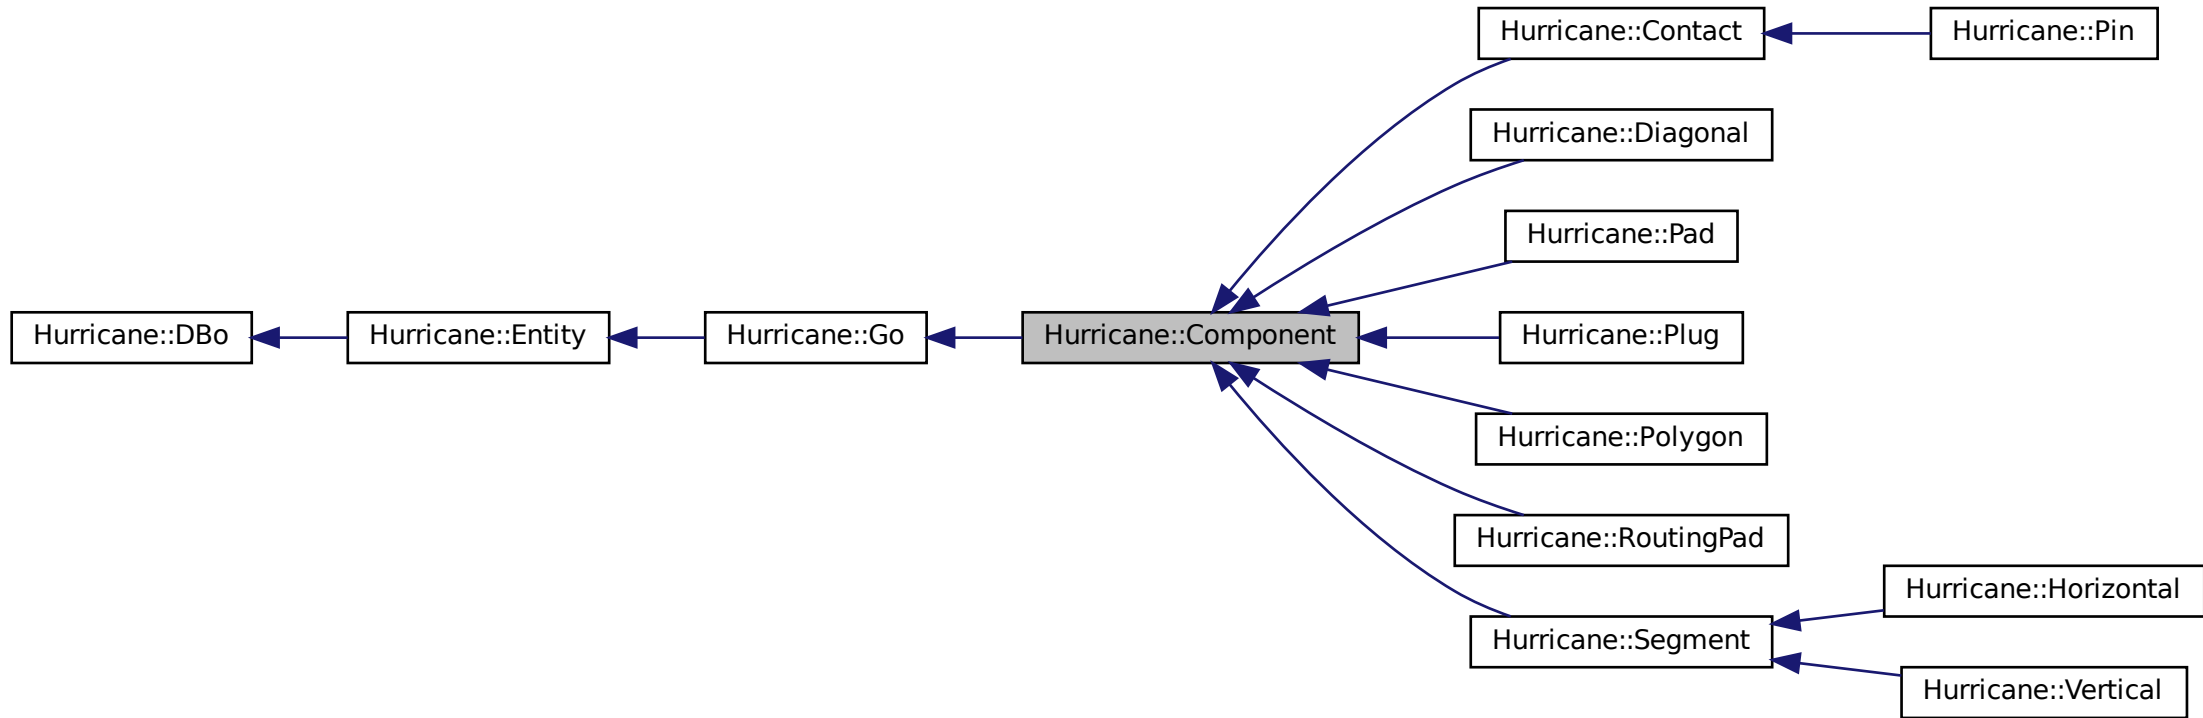 Hurricane::Contact
Hurricane::Pin
Hurricane::Diagonal
Hurricane::Pad
Hurricane::DBo
Hurricane::Entity
Hurricane::Go
Hurricane::Component
Hurricane::Plug
Hurricane::Polygon
Hurricane::RoutingPad
Hurricane::Horizontal
Hurricane::Segment
Hurricane::Vertical